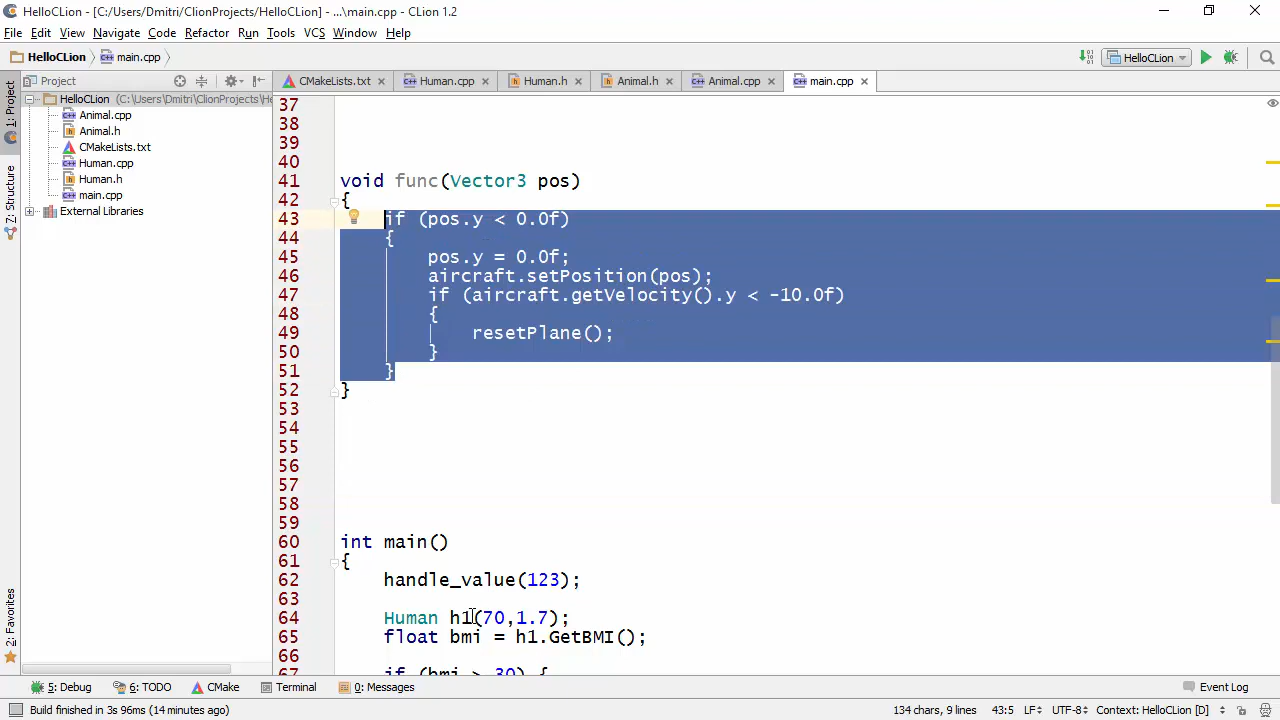 HelloCLion - [C:/Users/Dmitri/ClionProjects/HelloCLion] - ...\main.cpp - CLion 1.2
File Edit View Navigate Code Refactor Run Tools VCS Window Help
HelloCLion main.cpp HelloCLion
1: Project
Z: Structure
2: Favorites
Project
HelloCLion (C:\Users\Dmitri\ClionProjects\He
Animal.cpp
Animal.h
CMakeLists.txt
Human.cpp
Human.h
main.cpp
External Libraries
CMakeLists.txt Human.cpp Human.h Animal.h Animal.cpp main.cpp
37
38
39
40
41 void func(Vector3 pos)
42 {
43 if (pos.y < 0.0f)
44 {
45 pos.y = 0.0f;
46 aircraft.setPosition(pos);
47 if (aircraft.getVelocity().y < -10.0f)
48 {
49 resetPlane();
50 }
51 }
52 }
53
54
55
56
57
58
59
60 int main()
61 {
62 handle_value(123);
63
64 Human h1(70,1.7);
65 float bmi = h1.GetBMI();
66
67 if (bmi > 30) {
5: Debug 6: TODO CMake Terminal 0: Messages Event Log
Build finished in 3s 96ms (14 minutes ago) 134 chars, 9 lines 43:5 LF UTF-8 Context: HelloCLion [D]